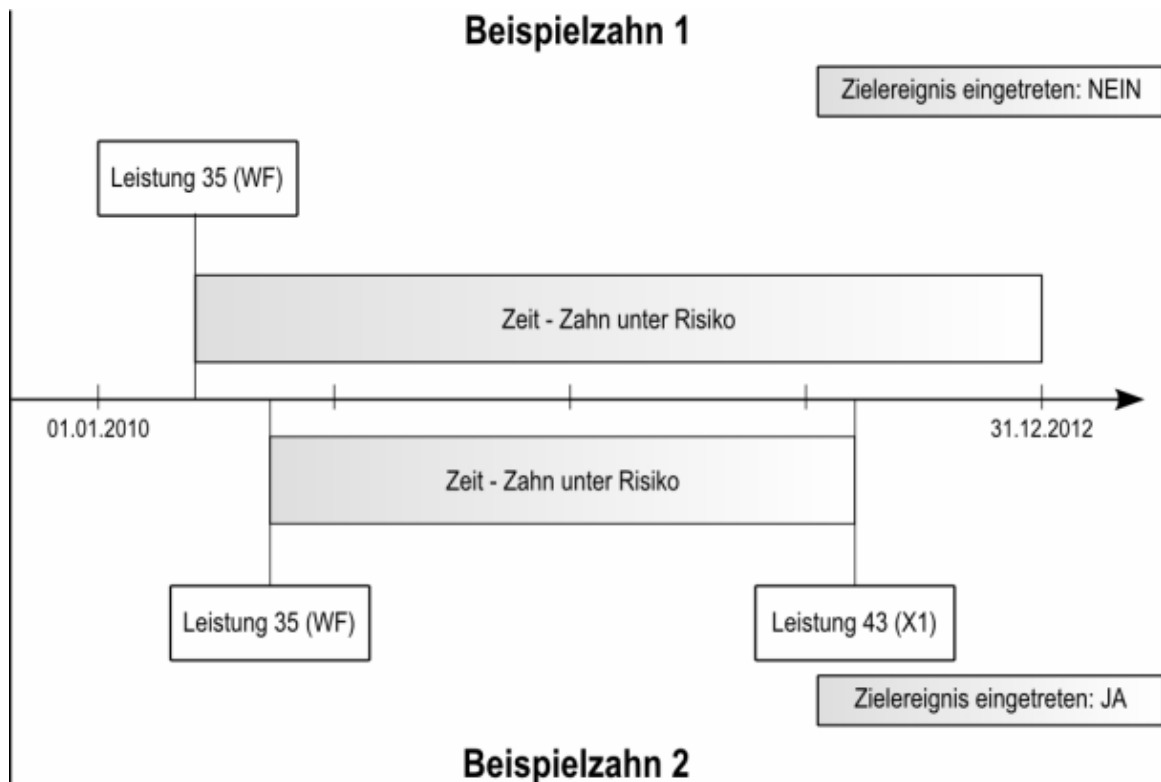 Beispielzahn 1
Zielereignis eingetreten: NEIN
Leistung 35 (WF)
Zeit - Zahn unter Risiko
01.01.2010
31.12.2012
Zeit - Zahn unter Risiko
Leistung 35 (WF)
Leistung 43 (X1)
Zielereignis eingetreten: JA
Beispielzahn 2